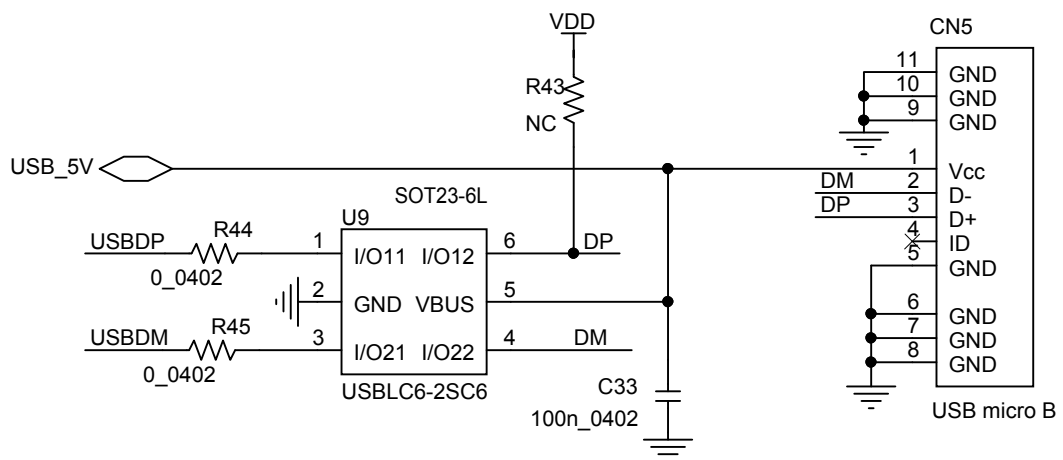 VDD
CN5
R43
NC
11
GND
10
GND
9
GND
USB_5V
1
Vcc
DM
2
D-
DP
3
D+
4
ID
5
GND
6
GND
7
GND
8
GND
USB micro B
SOT23-6L
U9
USBDP
R44
0_0402
1
I/O11
I/O12
6
DP
2
GND
VBUS
5
USBDM
R45
0_0402
3
I/O21
I/O22
4
DM
USBLC6-2SC6
C33
100n_0402